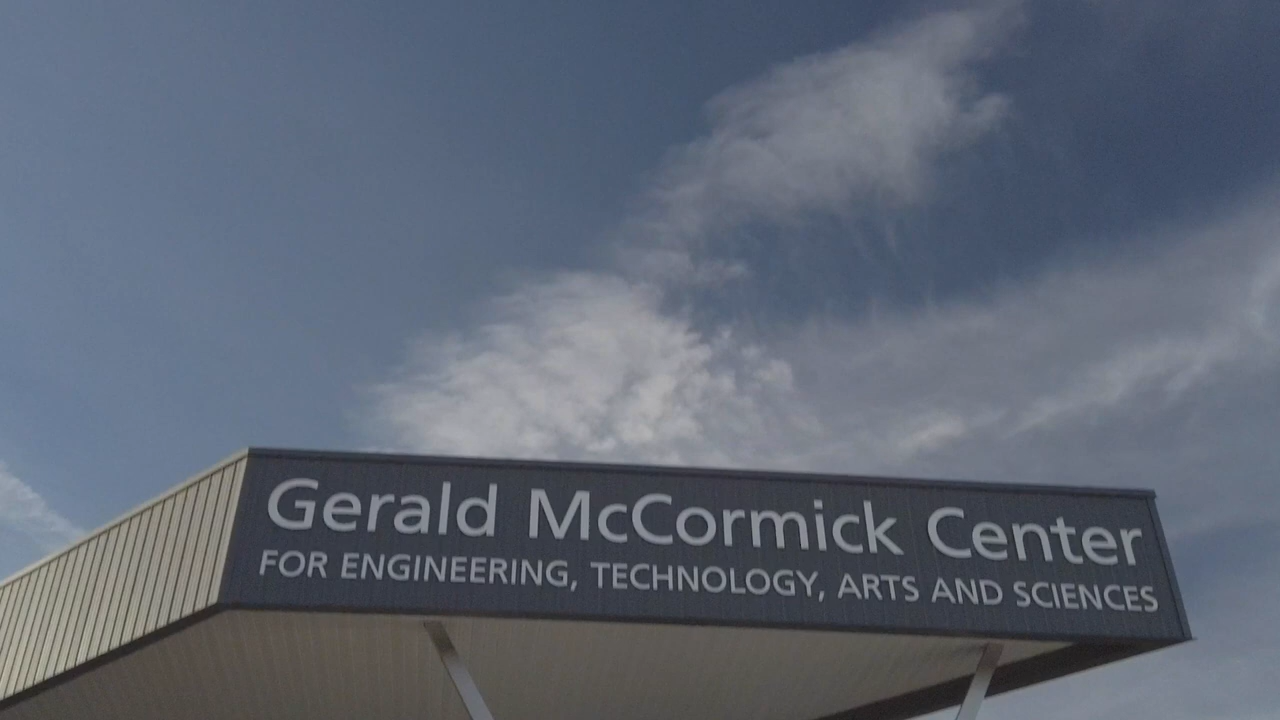 Gerald McCormick Center
FOR ENGINEERING, TECHNOLOGY, ARTS AND SCIENCES